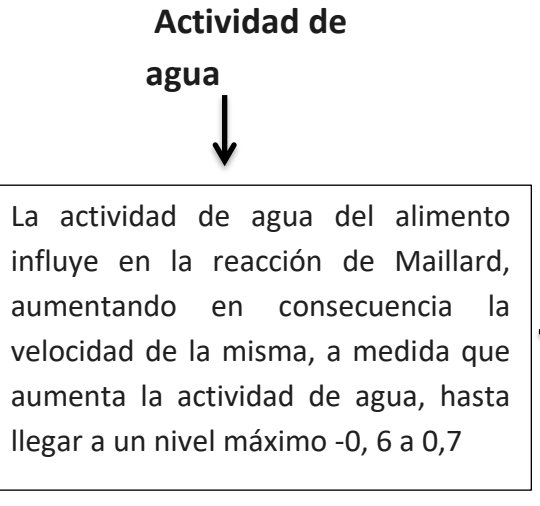 Actividad de
agua
La actividad de agua del alimento
influye en la reacción de Maillard,
aumentando en consecuencia la
velocidad de la misma, a medida que
aumenta la actividad de agua, hasta
llegar a un nivel máximo -0, 6 a 0,7